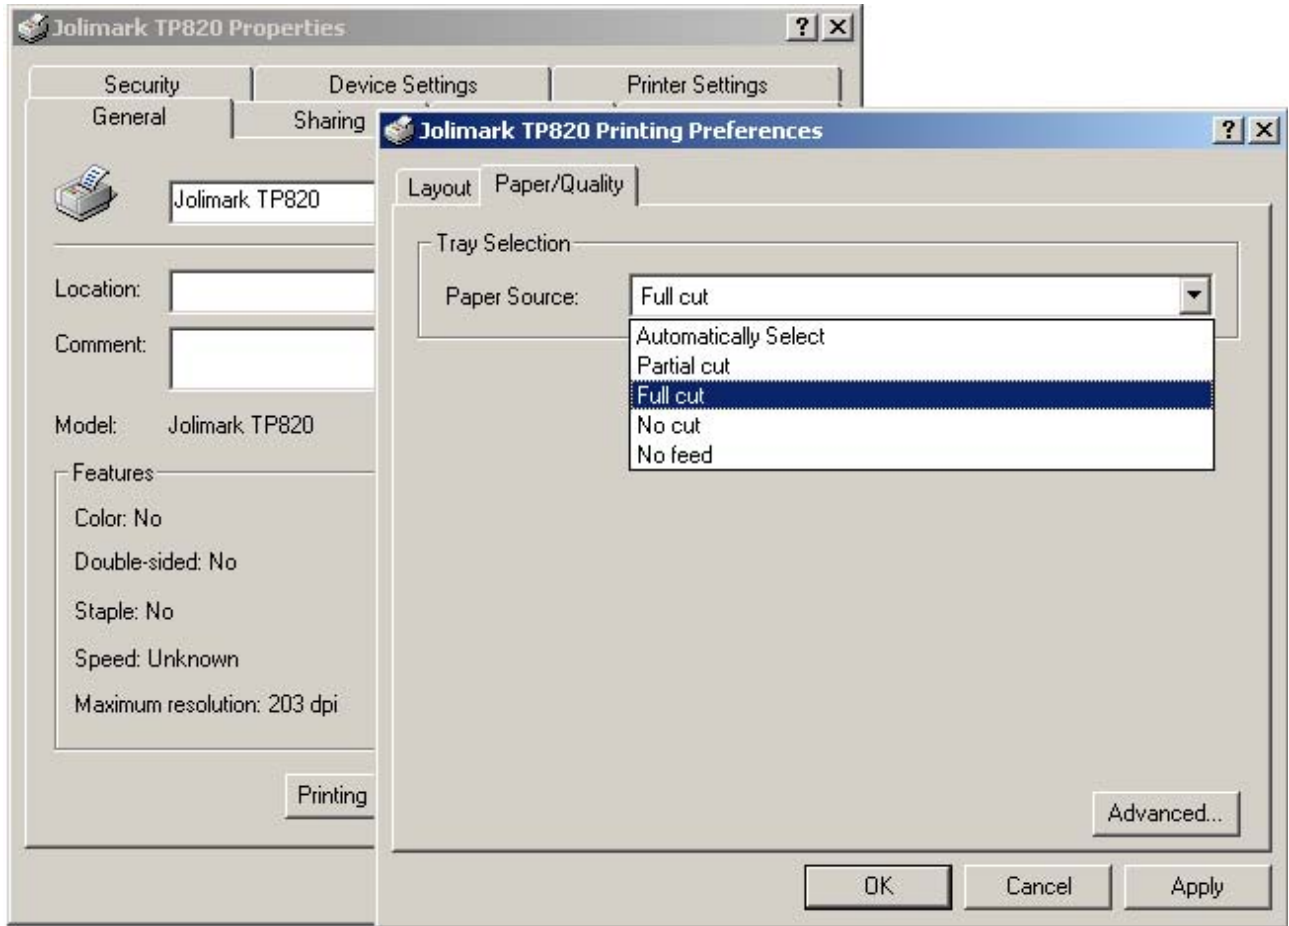 Jolimark TP820 Properties
Security
Device Settings
Printer Settings
General
Sharing
Jolimark TP820
Location:
Comment:
Model: Jolimark TP820
Features
Color: No
Double-sided: No
Staple: No
Speed: Unknown
Maximum resolution: 203 dpi
Printing
Jolimark TP820 Printing Preferences
Layout
Paper/Quality
Tray Selection
Paper Source: Full cut
Automatically Select
Partial cut
Full cut
No cut
No feed
Advanced...
OK
Cancel
Apply